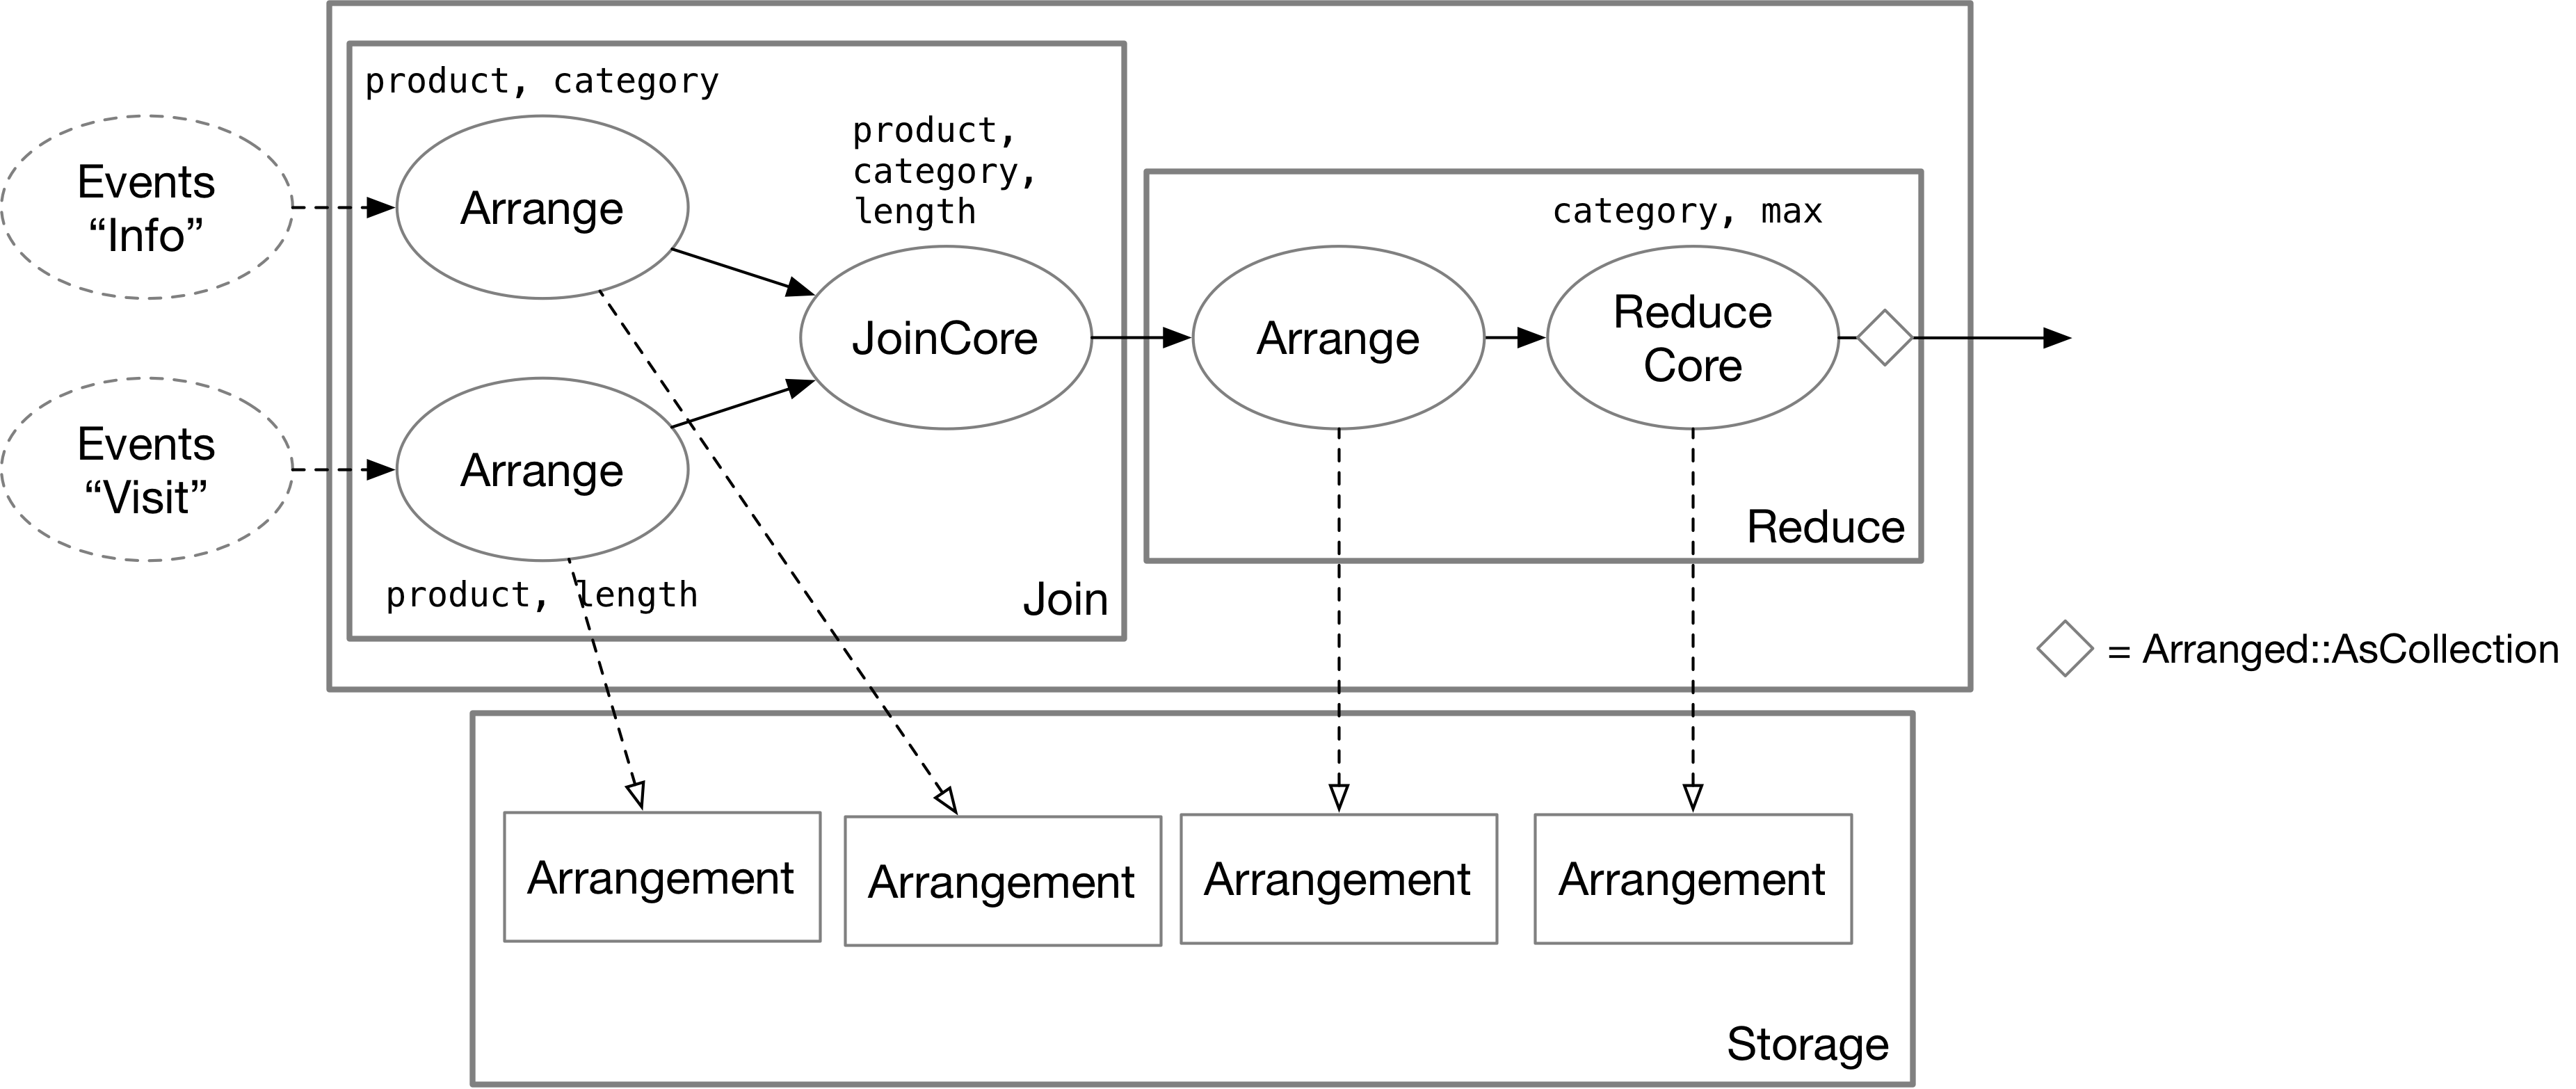 product, category
Events
“Info”
Arrange
product,
category,
length
category, max
JoinCore
Arrange
Reduce
Core
Events
“Visit”
Arrange
Reduce
product, length
Join
= Arranged::AsCollection
Arrangement
Arrangement
Arrangement
Arrangement
Storage